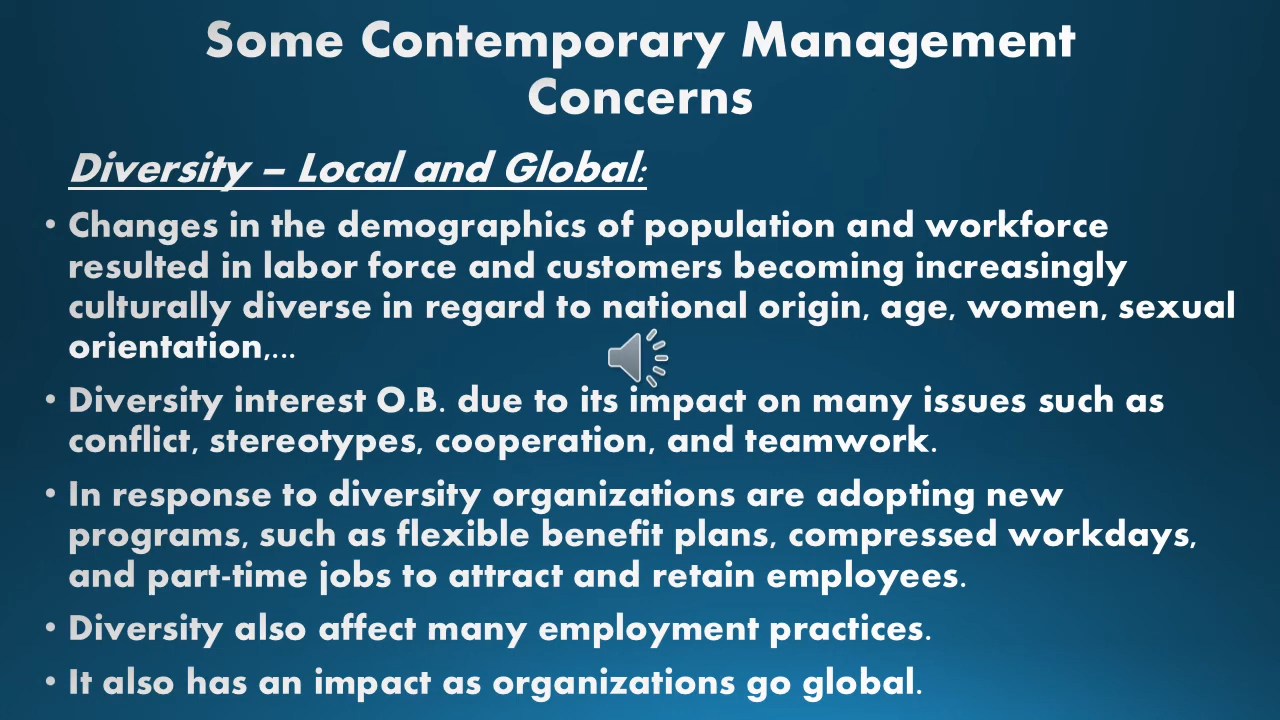 Some Contemporary Management
Concerns
Diversity – Local and Global:
• Changes in the demographics of population and workforce
resulted in labor force and customers becoming increasingly
culturally diverse in regard to national origin, age, women, sexual
orientation,...
• Diversity interest O.B. due to its impact on many issues such as
conflict, stereotypes, cooperation, and teamwork.
• In response to diversity organizations are adopting new
programs, such as flexible benefit plans, compressed workdays,
and part-time jobs to attract and retain employees.
• Diversity also affect many employment practices.
• It also has an impact as organizations go global.